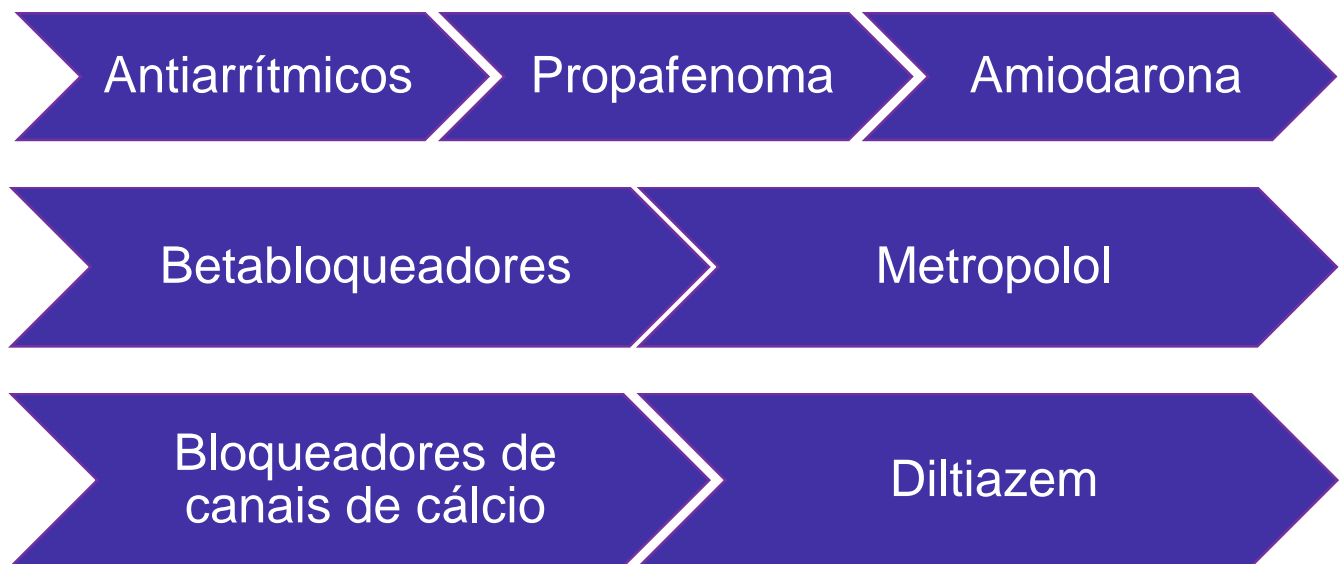 Antiarrítmicos Propafenoma Amiodarona
Betabloqueadores Metropolol
Bloqueadores de
canais de cálcio
Diltiazem